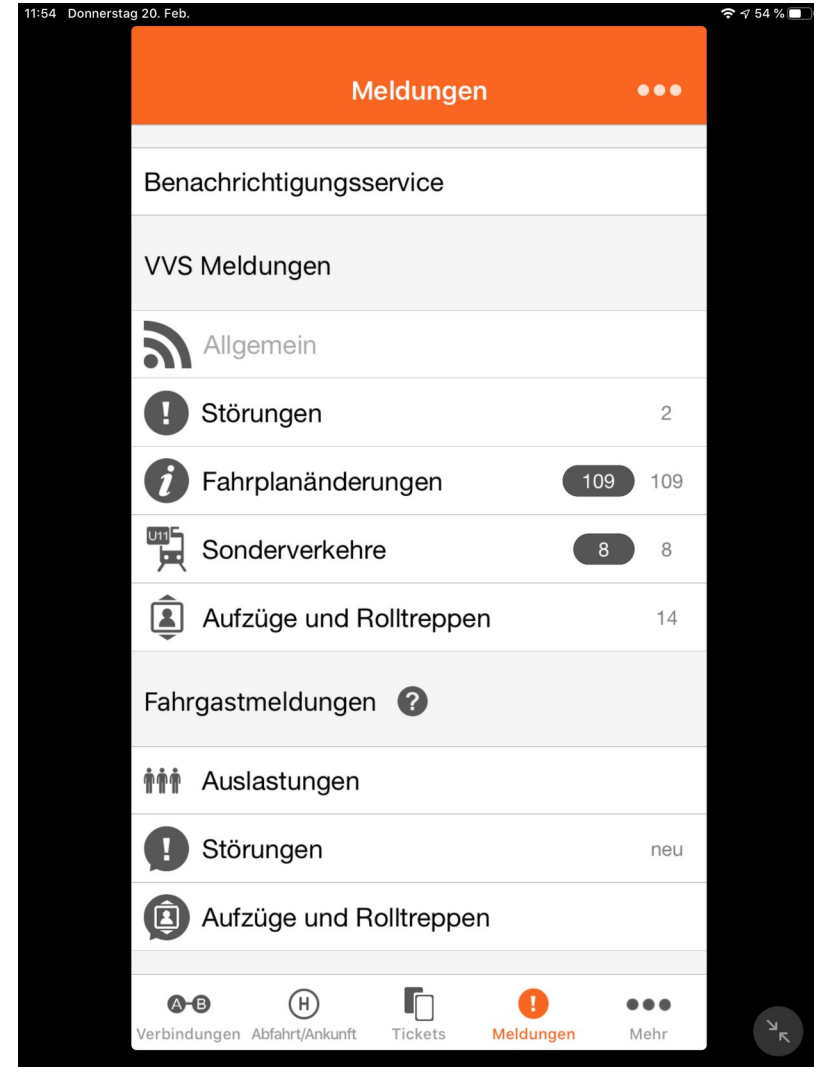 11:54 Donnerstag 20. Feb. 54 %
Meldungen
Benachrichtigungsservice
VVS Meldungen
Allgemein
Störungen 2
Fahrplanänderungen 109 109
U11 Sonderverkehre 8 8
Aufzüge und Rolltreppen 14
Fahrgastmeldungen ?
Auslastungen
Störungen neu
Aufzüge und Rolltreppen
A B H
Verbindungen Abfahrt/Ankunft Tickets Meldungen Mehr